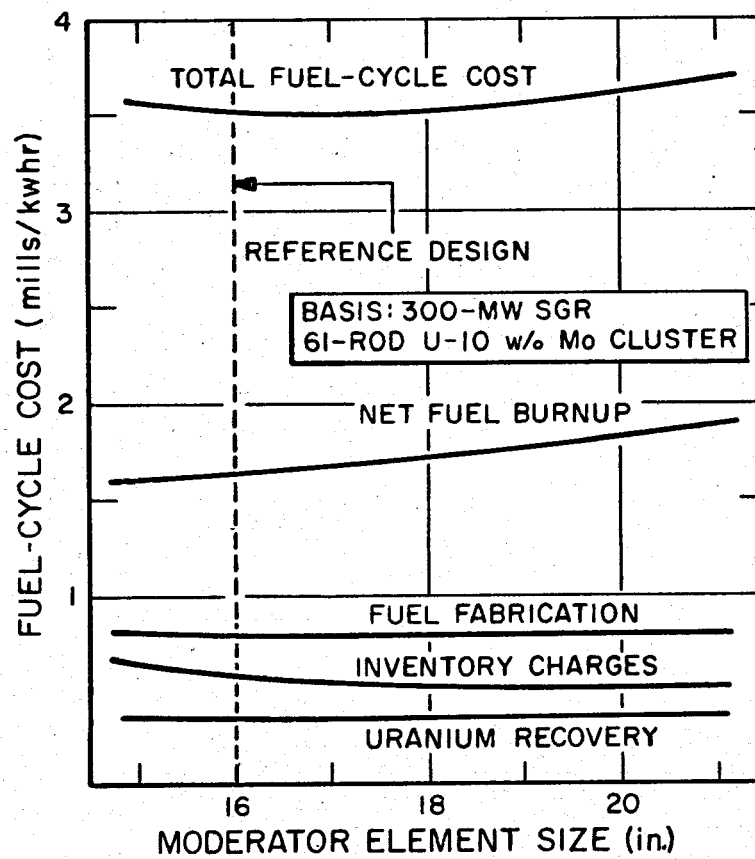 4
TOTAL FUEL-CYCLE COST
3
REFERENCE DESIGN
BASIS: 300-MW SGR
61-ROD U-10 w/o Mo CLUSTER
2
NET FUEL BURNUP
1
FUEL FABRICATION
INVENTORY CHARGES
URANIUM RECOVERY
FUEL-CYCLE COST (mills/kwhr)
16 18 20
MODERATOR ELEMENT SIZE (in.)